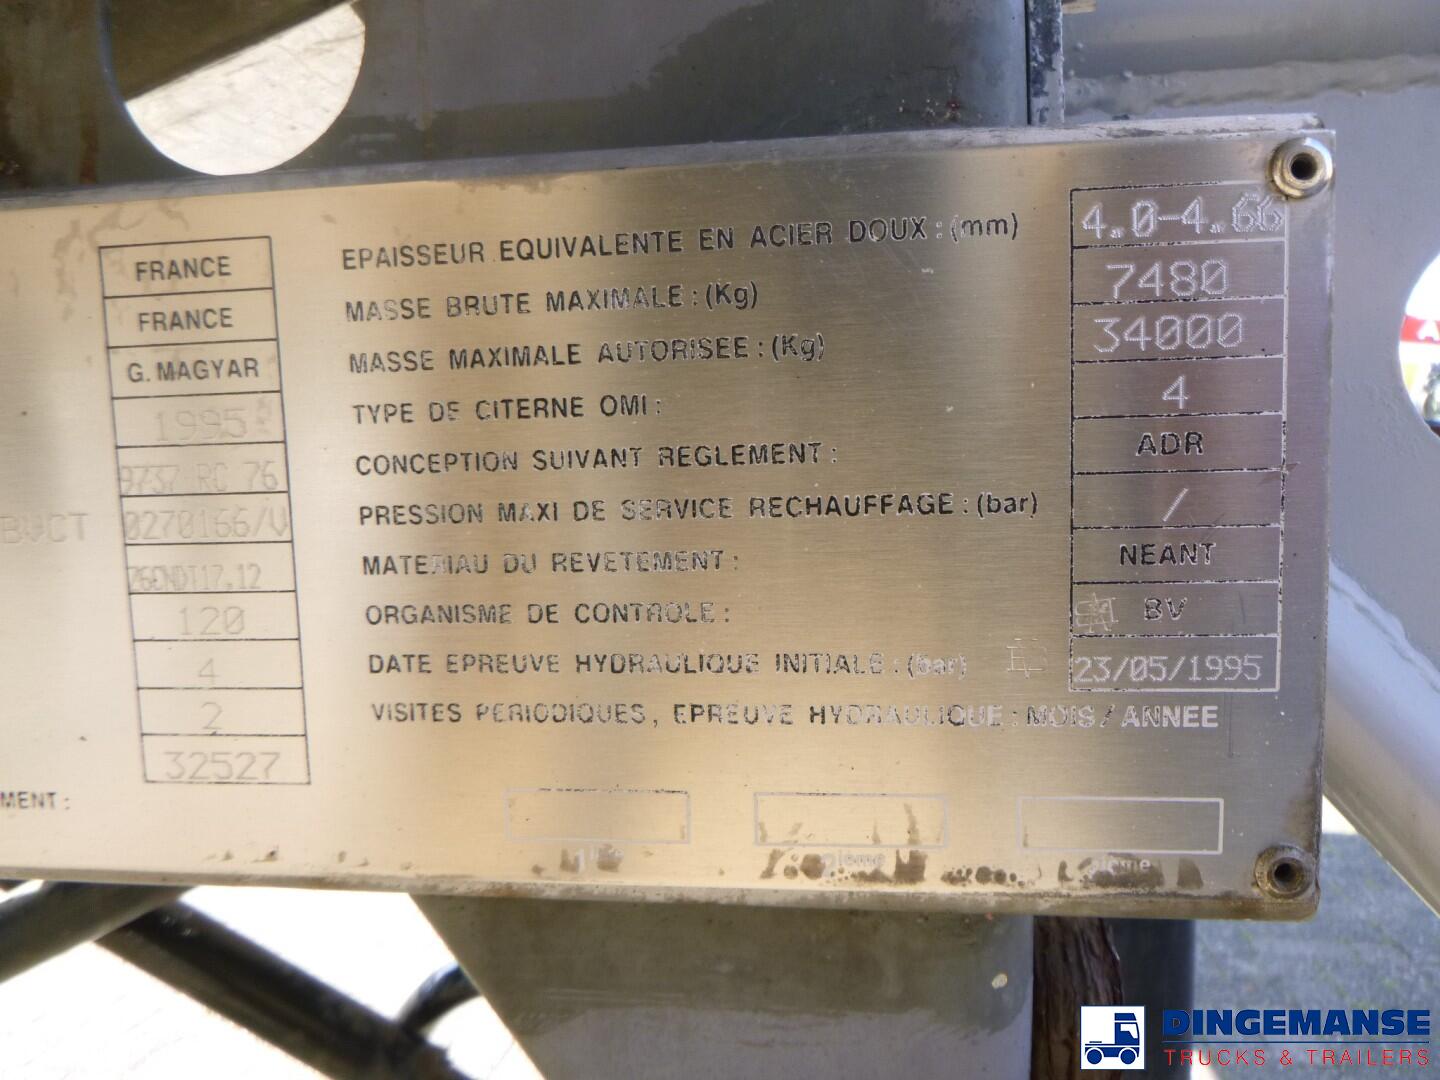 FRANCE
FRANCE
G. MAGYAR
1995
9737 RC 76
BVCT 0270166/V
120
4
2
32527
MENT :
EPAISSEUR EQUIVALENTE EN ACIER DOUX : (mm) 4.0-4.66
MASSE BRUTE MAXIMALE : (Kg) 7480
MASSE MAXIMALE AUTORISEE : (Kg) 34000
TYPE DE CITERNE OMI : 4
CONCEPTION SUIVANT REGLEMENT : ADR
PRESSION MAXI DE SERVICE RECHAUFFAGE : (bar) /
MATERIAU DU REVETEMENT : NEANT
ORGANISME DE CONTROLE : BV
DATE EPREUVE HYDRAULIQUE INITIALE : (bar) 23/05/1995
VISITES PERIODIQUES, EPREUVE HYDRAULIQUE : MOIS / ANNEE
2ieme
DINGEMANSE
TRUCKS & TRAILERS